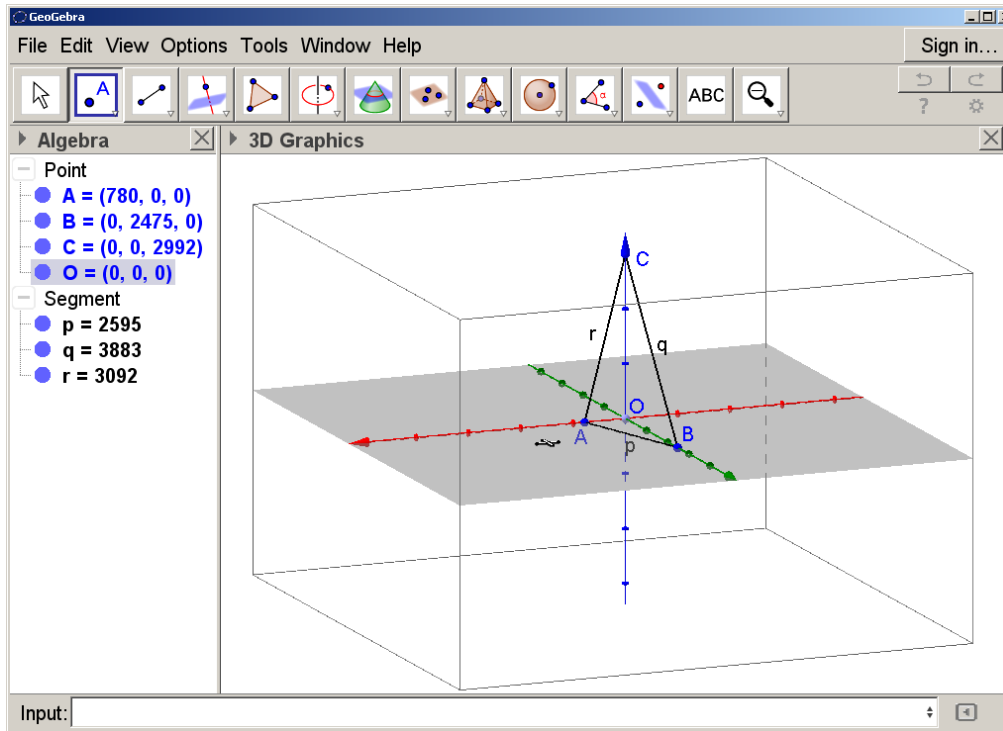 GeoGebra
File Edit View Options Tools Window Help
Sign in...
A
α
ABC
?
Algebra
3D Graphics
Point
A = (780, 0, 0)
B = (0, 2475, 0)
C = (0, 0, 2992)
O = (0, 0, 0)
Segment
p = 2595
q = 3883
r = 3092
C
r
q
O
A
B
p
Input: